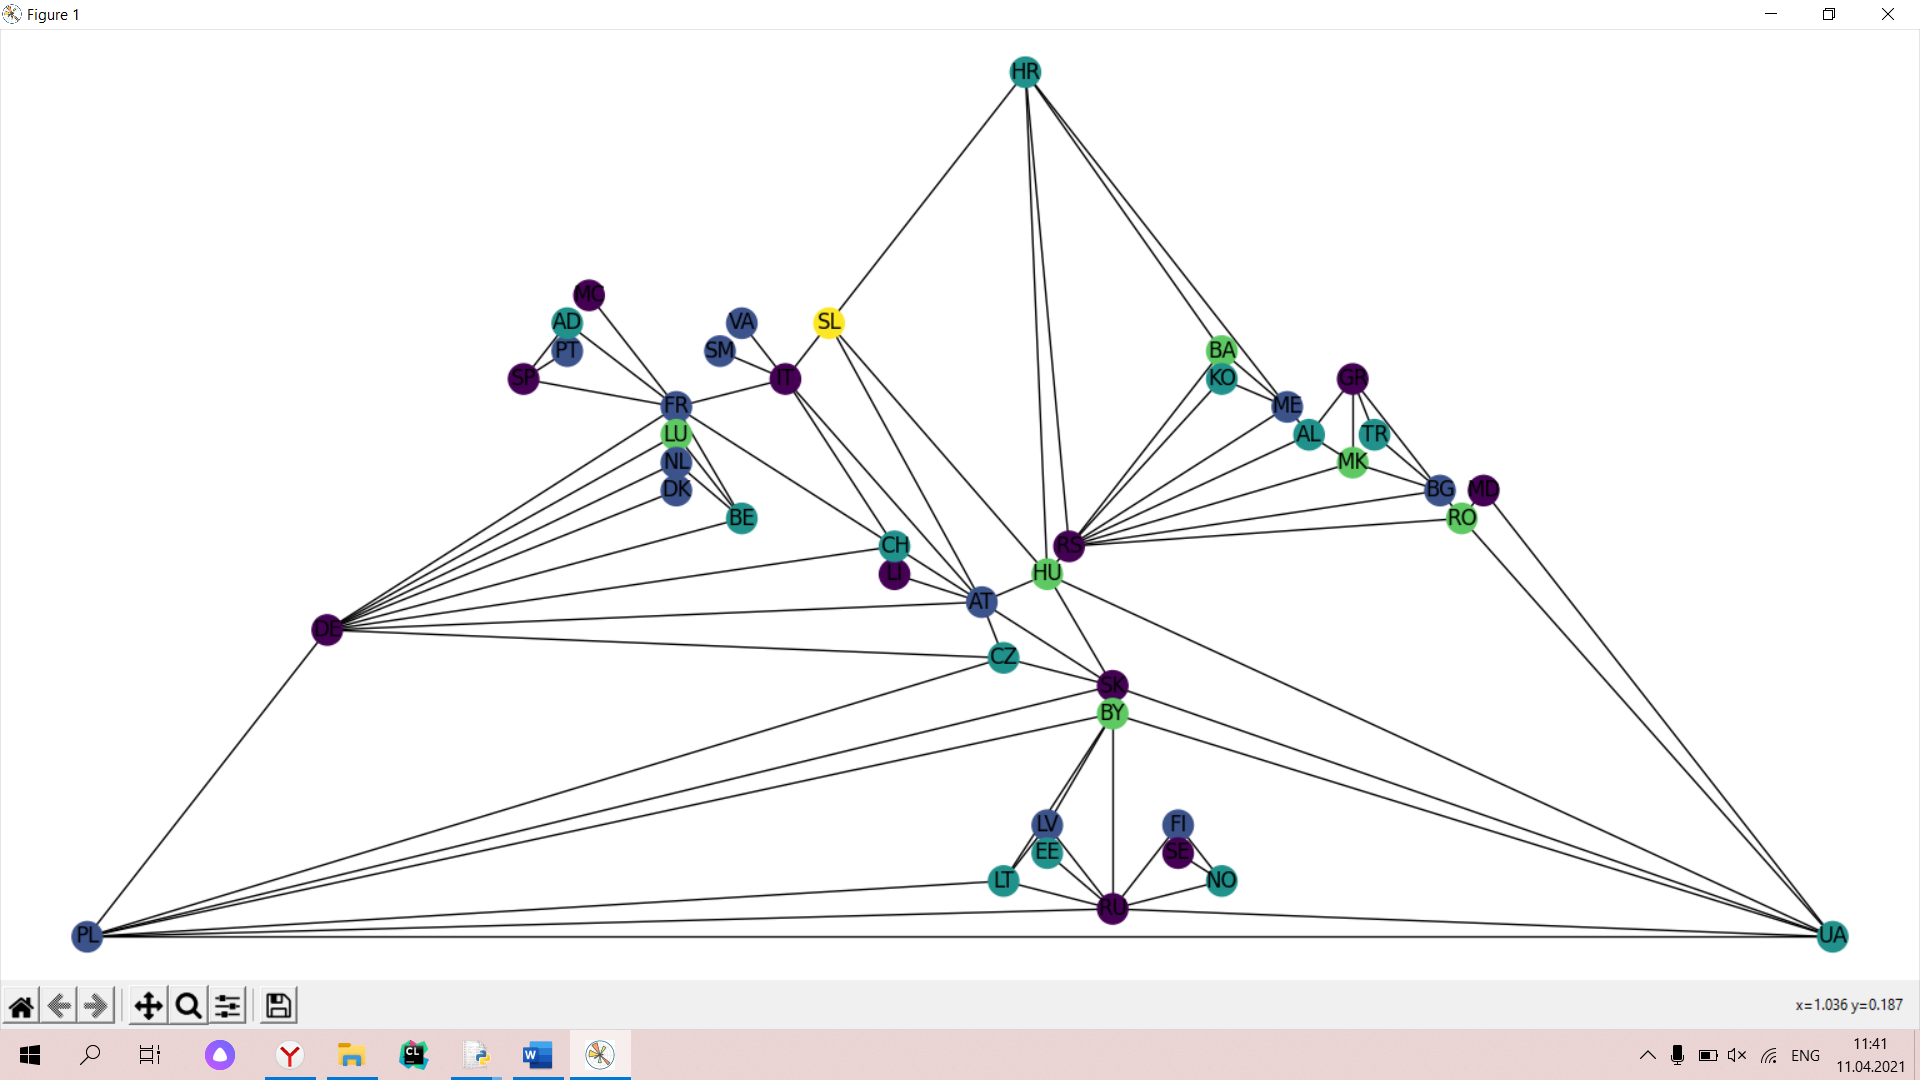 Figure 1
HR
MC
AD
VA
SL
PT
SM
BA
SP
IT
KO
GR
FR
ME
LU
AL
TR
NL
MK
DK
BG
MD
BE
RO
CH
RS
LI
HU
AT
DE
CZ
SK
BY
LV
FI
EE
SE
LT
NO
RU
PL
UA
x=1.036 y=0.187
CL
W
ENG
11:41
11.04.2021